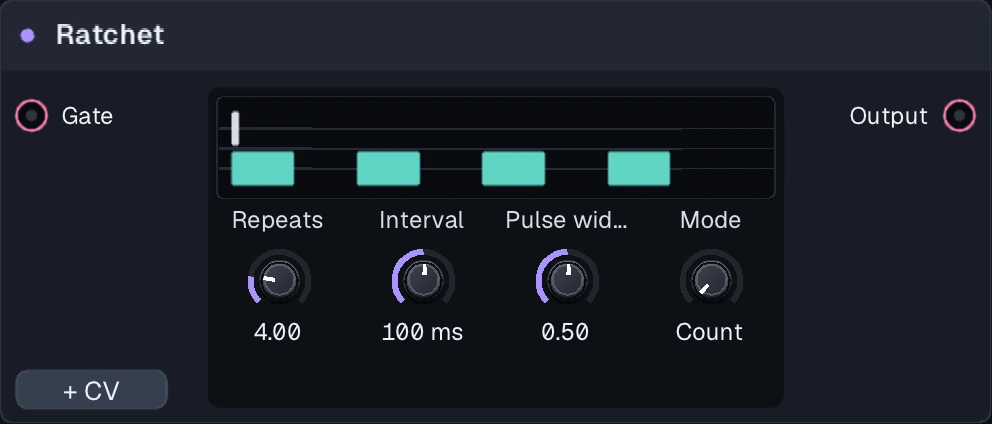 Ratchet
Gate
Output
Repeats Interval Pulse wid... Mode
4.00 100 ms 0.50 Count
+ CV